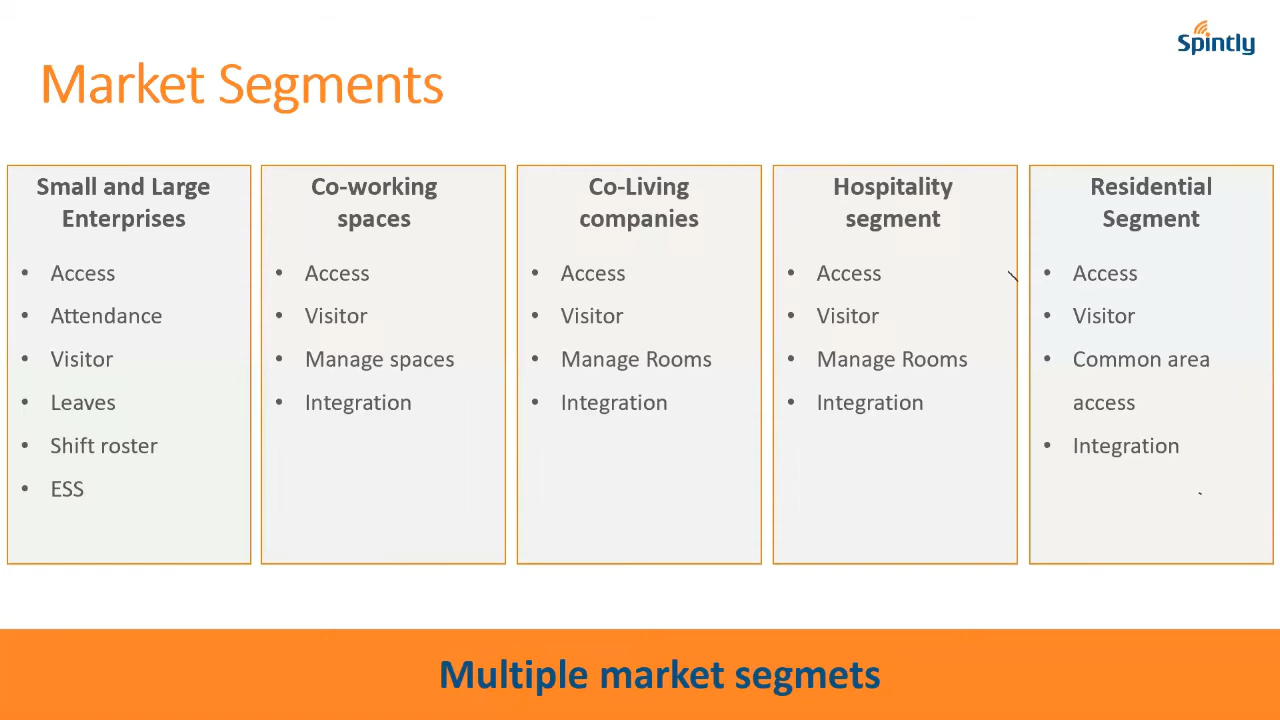 Spintly
Market Segments
Small and Large
Enterprises
• Access
• Attendance
• Visitor
• Leaves
• Shift roster
• ESS
Co-working
spaces
• Access
• Visitor
• Manage spaces
• Integration
Co-Living
companies
• Access
• Visitor
• Manage Rooms
• Integration
Hospitality
segment
• Access
• Visitor
• Manage Rooms
• Integration
Residential
Segment
• Access
• Visitor
• Common area
access
• Integration
Multiple market segmets